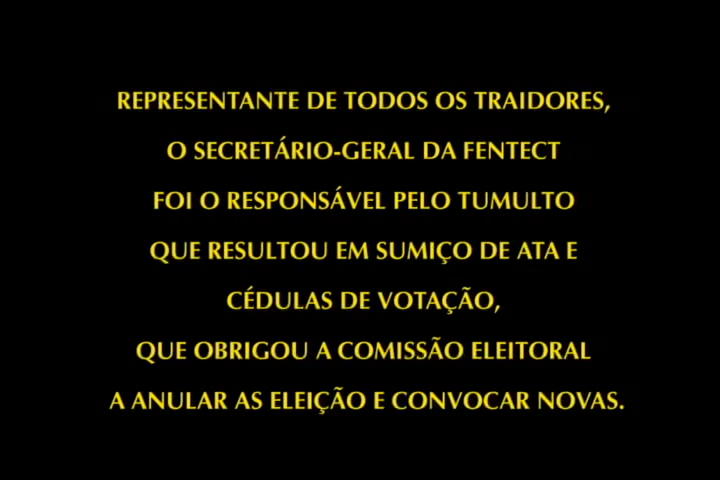 REPRESENTANTE DE TODOS OS TRAIDORES,
O SECRETÁRIO-GERAL DA FENTECT
FOI O RESPONSÁVEL PELO TUMULTO
QUE RESULTOU EM SUMIÇO DE ATA E
CÉDULAS DE VOTAÇÃO,
QUE OBRIGOU A COMISSÃO ELEITORAL
A ANULAR AS ELEIÇÃO E CONVOCAR NOVAS.